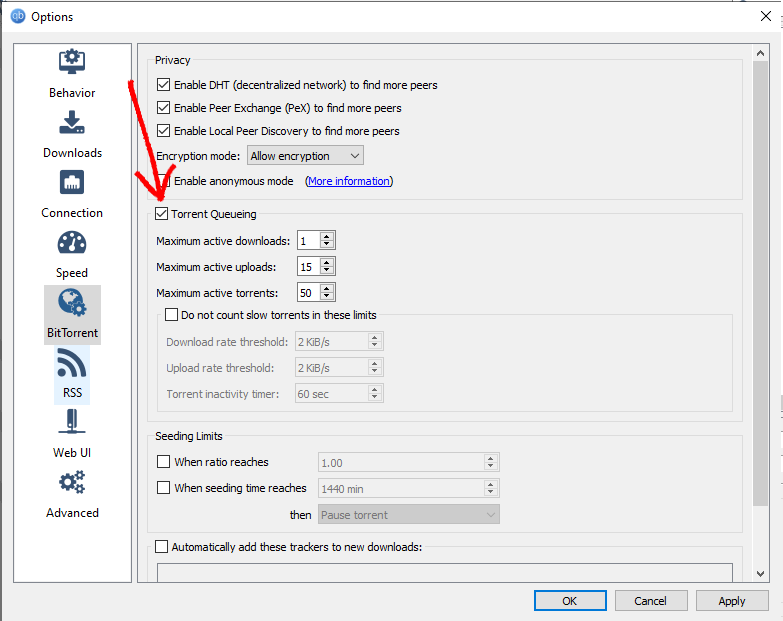 Options
Behavior
Downloads
Connection
Speed
BitTorrent
RSS
Web UI
Advanced
Privacy
Enable DHT (decentralized network) to find more peers
Enable Peer Exchange (PeX) to find more peers
Enable Local Peer Discovery to find more peers
Encryption mode: Allow encryption
Enable anonymous mode (More information)
Torrent Queueing
Maximum active downloads: 1
Maximum active uploads: 15
Maximum active torrents: 50
Do not count slow torrents in these limits
Download rate threshold: 2 KiB/s
Upload rate threshold: 2 KiB/s
Torrent inactivity timer: 60 sec
Seeding Limits
When ratio reaches 1.00
When seeding time reaches 1440 min
then Pause torrent
Automatically add these trackers to new downloads:
OK Cancel Apply